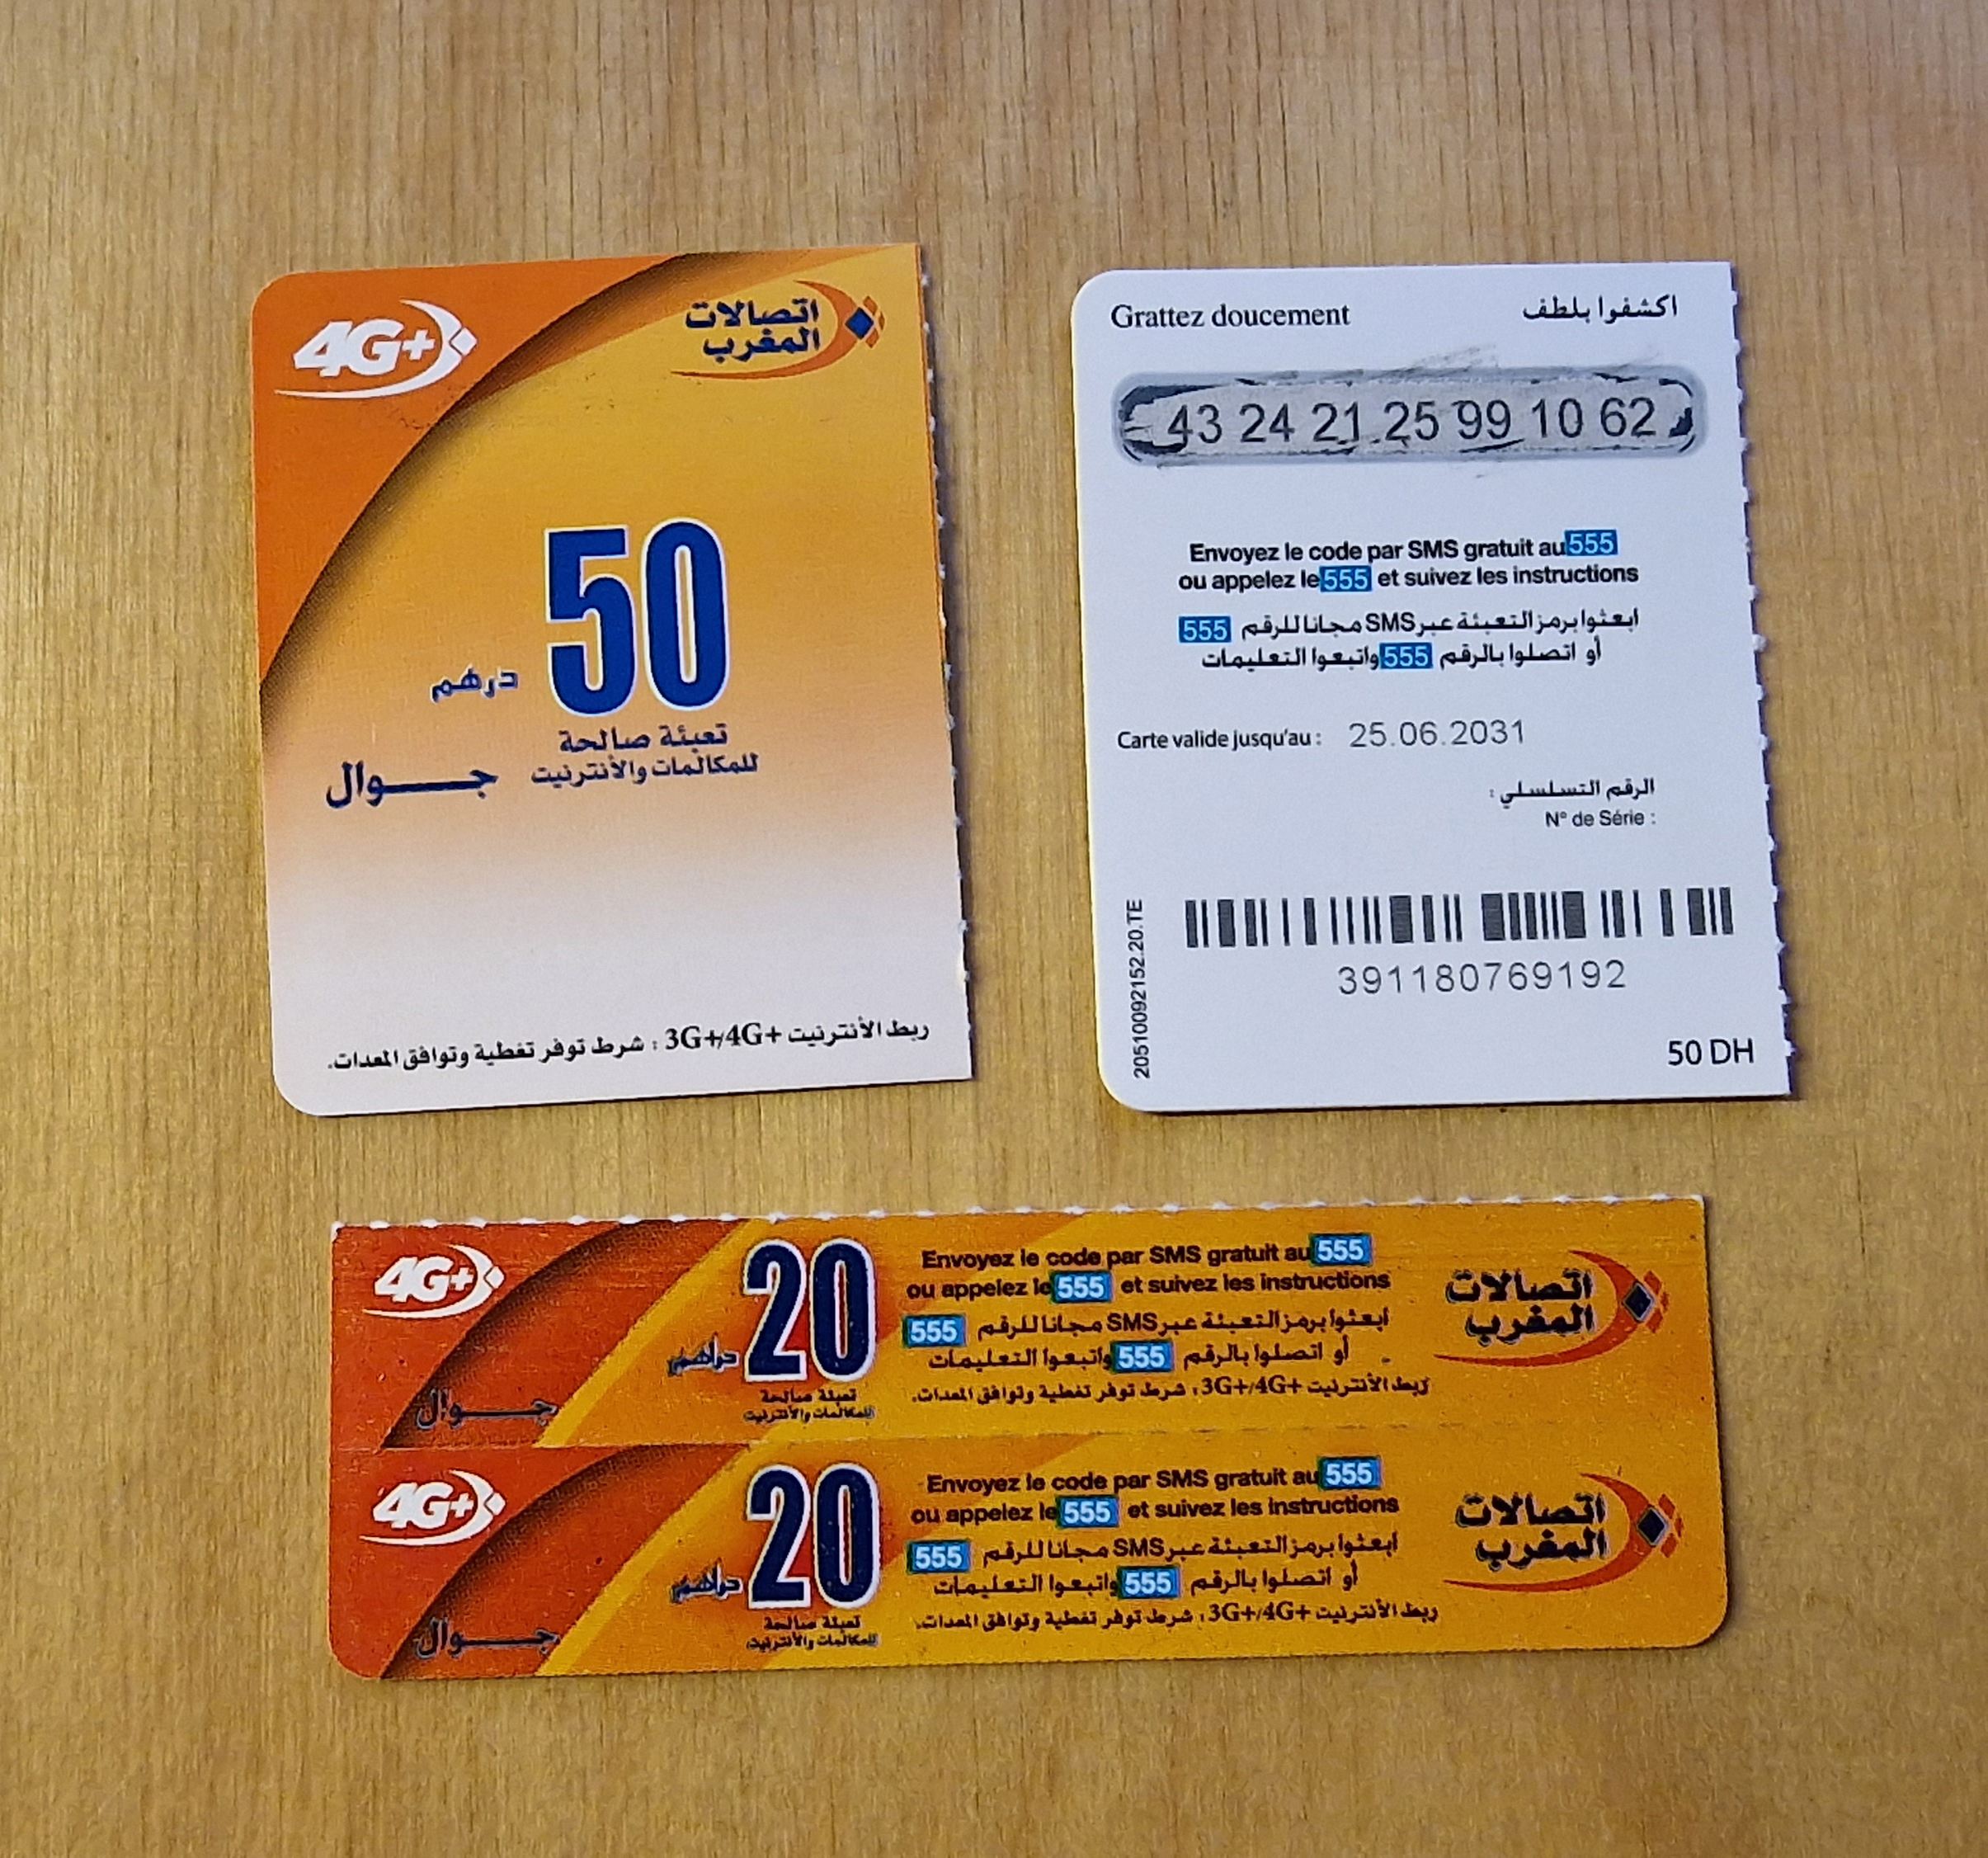 4G+
اتصالات
المغرب
50
درهم
تعبئة صالحة
للمكالمات والأنترنيت
جـــوال
ربط الأنترنيت +3G+/4G : شرط توفر تغطية وتوافق المعدات.
Grattez doucement
اكشفوا بلطف
43 24 21 25 99 10 62
Envoyez le code par SMS gratuit au 555
ou appelez le 555 et suivez les instructions
ابعثوا برمز التعبئة عبر SMS مجانا للرقم 555
أو اتصلوا بالرقم 555 واتبعوا التعليمات
Carte valide jusqu'au : 25.06.2031
الرقم التسلسلي :
N° de Série :
391180769192
20510092152.20.TE
50 DH
4G+
جـــوال
20
دراهم
تعبئة صالحة
للمكالمات والأنترنيت
Envoyez le code par SMS gratuit au 555
ou appelez le 555 et suivez les instructions
ابعثوا برمز التعبئة عبر SMS مجانا للرقم 555
أو اتصلوا بالرقم 555 واتبعوا التعليمات
ربط الأنترنيت +3G+/4G : شرط توفر تغطية وتوافق المعدات.
اتصالات
المغرب
4G+
جـــوال
20
دراهم
تعبئة صالحة
للمكالمات والأنترنيت
Envoyez le code par SMS gratuit au 555
ou appelez le 555 et suivez les instructions
ابعثوا برمز التعبئة عبر SMS مجانا للرقم 555
أو اتصلوا بالرقم 555 واتبعوا التعليمات
ربط الأنترنيت +3G+/4G : شرط توفر تغطية وتوافق المعدات.
اتصالات
المغرب